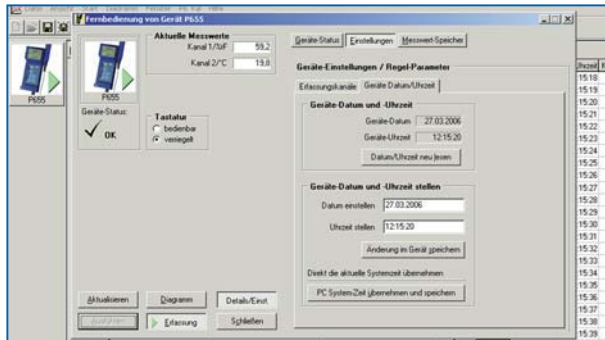 Fernbedienung von Gerät P655
P655
P655
Geräte-Status:
OK
Aktuelle Messwerte
Kanal 1/%rF 59,2
Kanal 2/°C 19,8
Tastatur
bedienbar
verriegelt
Geräte-Status Einstellungen Messwert-Speicher
Geräte-Einstellungen / Regel-Parameter
Erfassungskanäle Geräte Datum/Uhrzeit
Geräte-Datum und -Uhrzeit
Geräte-Datum 27.03.2006
Geräte-Uhrzeit 12:15:20
Datum/Uhrzeit neu lesen
Geräte-Datum und -Uhrzeit stellen
Datum einstellen 27.03.2006
Uhrzeit stellen 12:15:20
Änderung im Gerät speichern
Direkt die aktuelle Systemzeit übernehmen
PC System-Zeit übernehmen und speichern
Aktualisieren Diagramm Details/Einst.
Ausführen Erfassung Schließen
Uhrzeit
:15:18
:15:19
:15:20
:15:21
:15:22
:15:23
:15:24
:15:25
:15:26
:15:27
:15:28
:15:29
:15:30
:15:31
:15:32
:15:33
:15:34
:15:35
:15:36
:15:37
:15:38
:15:39